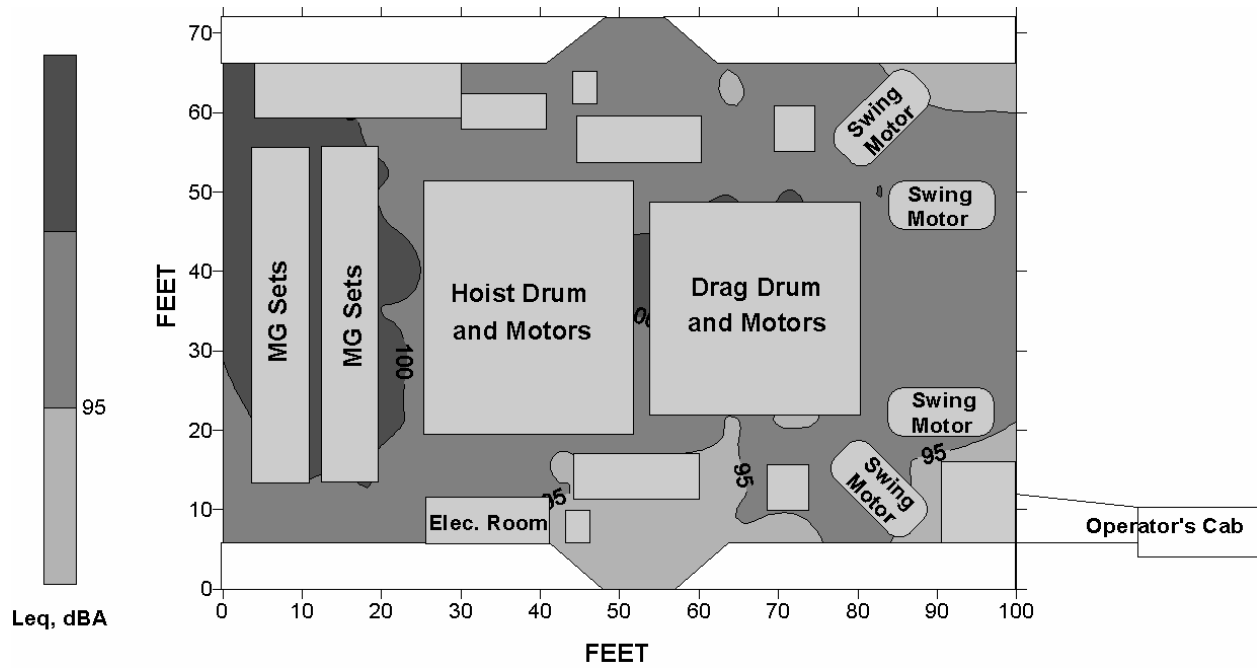 70
60
50
40
30
20
10
0
0 10 20 30 40 50 60 70 80 90 100
FEET
FEET
95
Leq, dBA
MG Sets
MG Sets
100
Hoist Drum
and Motors
Drag Drum
and Motors
Swing
Motor
Swing
Motor
Swing
Motor
Swing
Motor
95
95
95
Elec. Room
Operator's Cab